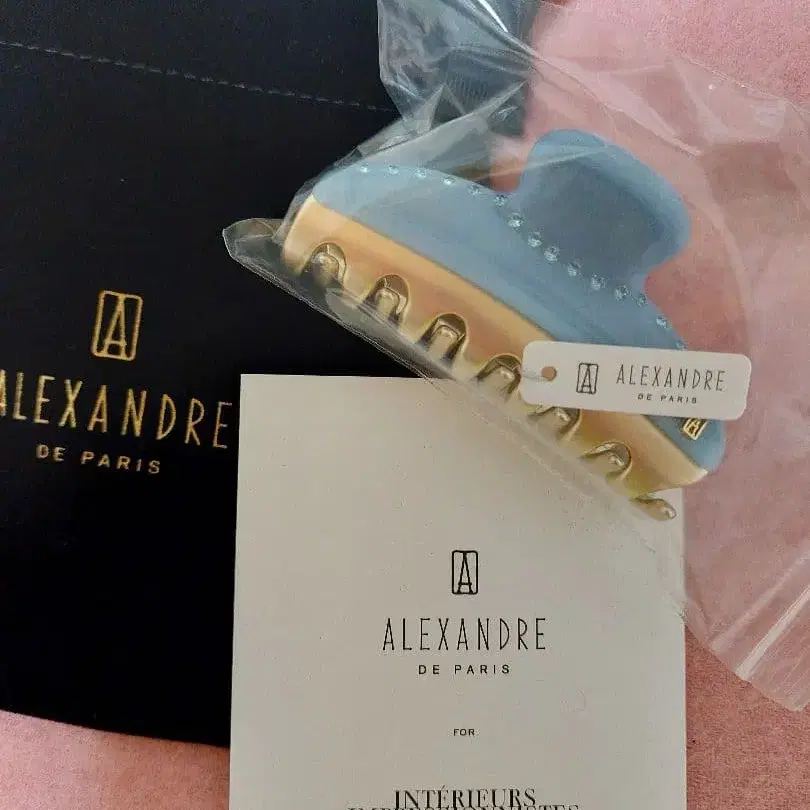 ALEXANDRE
DE PARIS
ALEXANDRE
DE PARIS
ALEXANDRE
DE PARIS
FOR
INTÉRIEURS